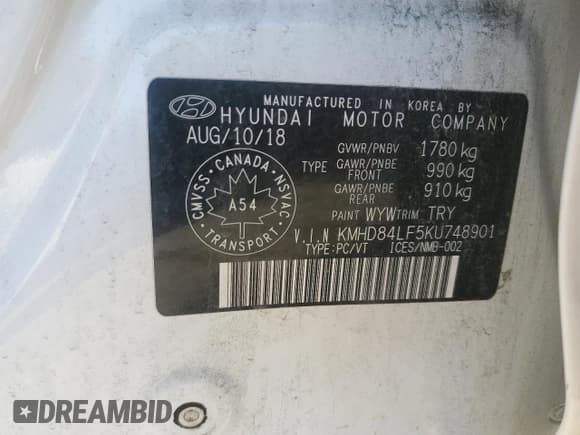 MANUFACTURED IN KOREA BY
HYUNDAI MOTOR COMPANY
AUG/10/18
GVWR/PNBV 1780 kg
TYPE GAWR/PNBE FRONT 990 kg
GAWR/PNBE REAR 910 kg
PAINT WYW TRIM TRY
CMVSS • CANADA • NSVAC
A54
TRANSPORT
V.I.N KMHD84LF5KU748901
TYPE:PC/VT ICES/NMB-002
DREAMBID